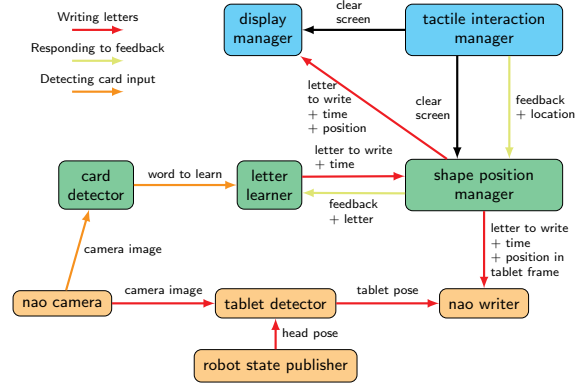 Writing letters
Responding to feedback
Detecting card input
display
manager
clear
screen
tactile interaction
manager
letter
to write
+ time
+ position
clear
screen
feedback
+ location
card
detector
word to learn
letter
learner
letter to write
+ time
feedback
+ letter
shape position
manager
camera image
letter to write
+ time
+ position in
tablet frame
nao camera
camera image
tablet detector
tablet pose
nao writer
head pose
robot state publisher